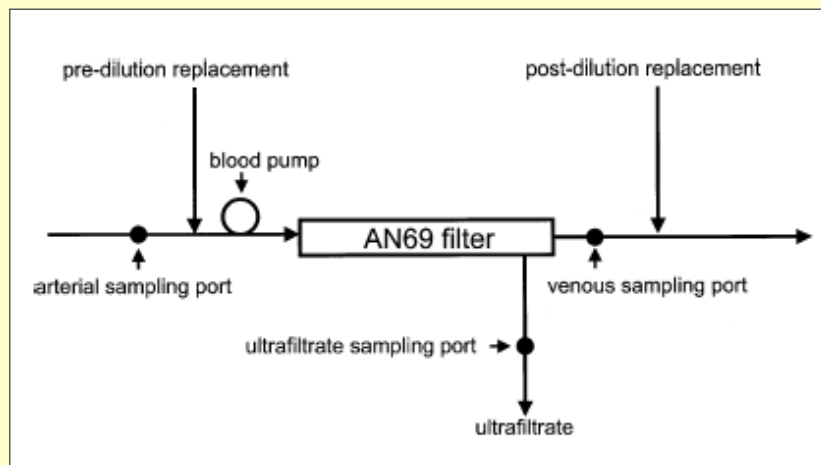 pre-dilution replacement
post-dilution replacement
blood pump
AN69 filter
arterial sampling port
venous sampling port
ultrafiltrate sampling port
ultrafiltrate